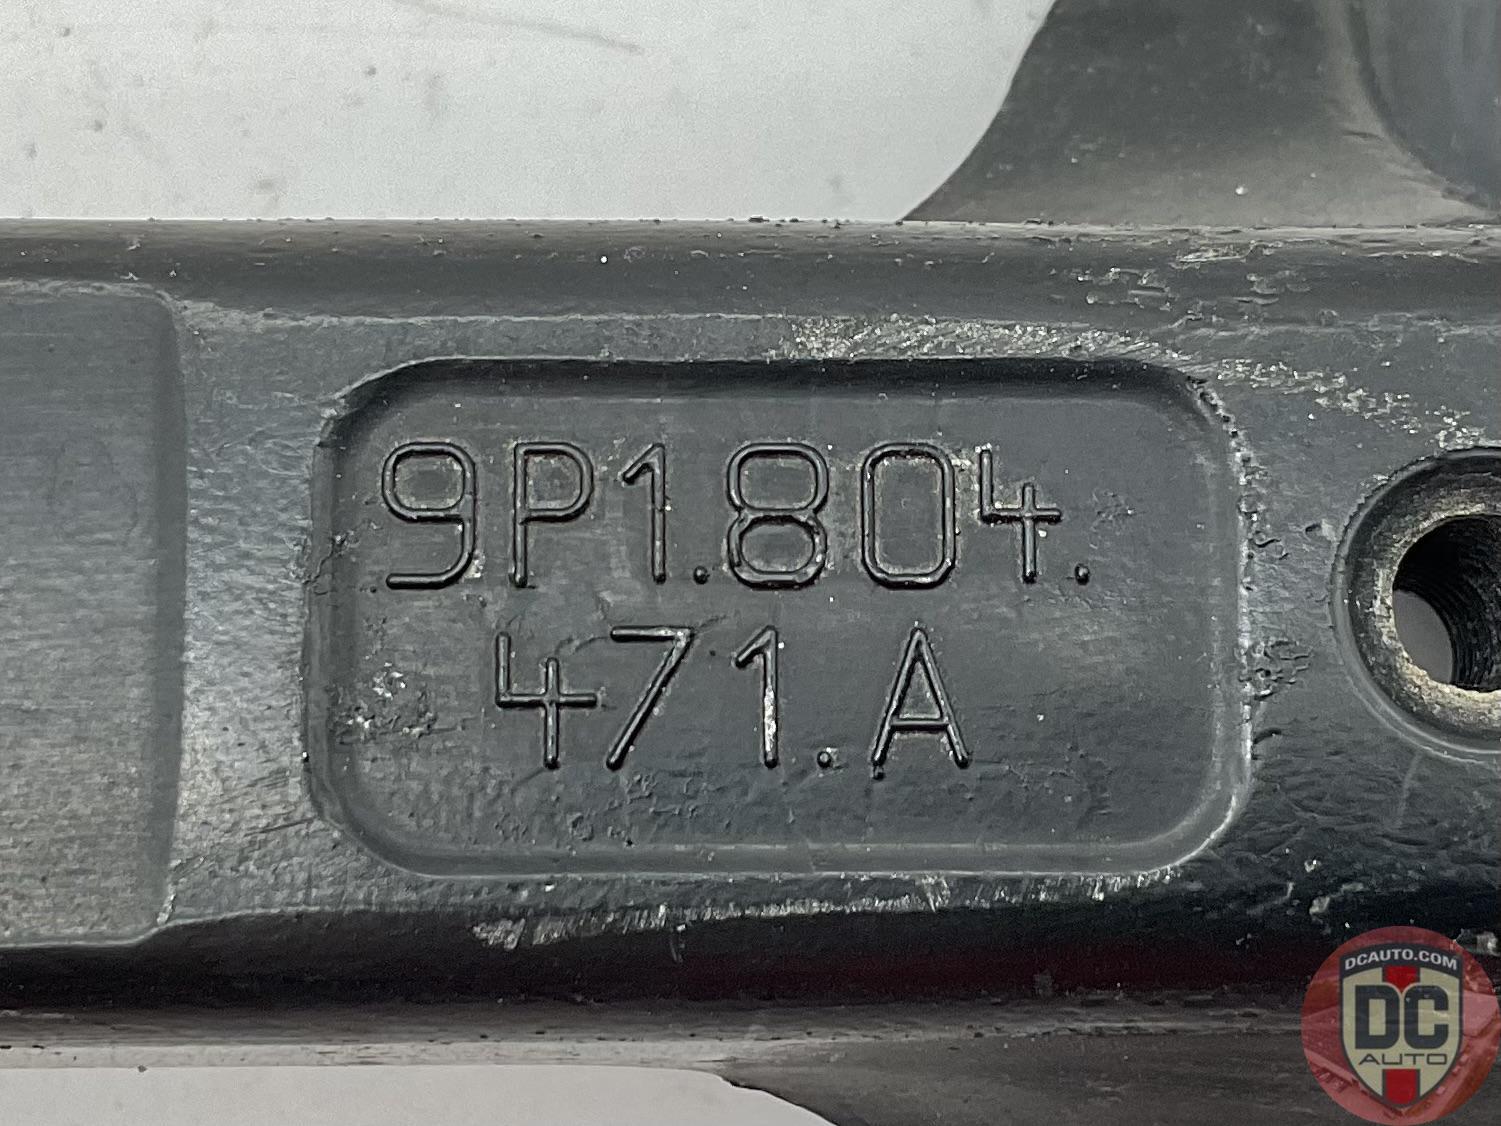 9P1.804.
471.A
DCAUTO.COM
DC
AUTO